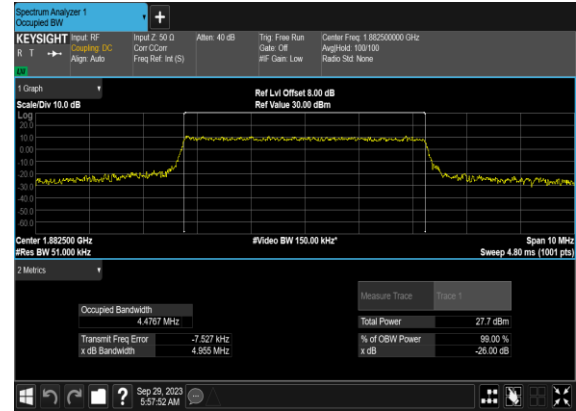 Spectrum Analyzer 1
Occupied BW
KEYSIGHT Input: RF Input Z: 50 Ω Atten: 40 dB Trig: Free Run Center Freq: 1.882500000 GHz
R T Coupling: DC Corr CCorr Gate: Off Avg|Hold: 100/100
Align: Auto Freq Ref: Int (S) #IF Gain: Low Radio Std: None
LV
1 Graph
Ref Lvl Offset 8.00 dB
Scale/Div 10.0 dB Ref Value 30.00 dBm
Log
20.0
10.0
0.00
-10.0
-20.0
-30.0
-40.0
-50.0
-60.0
Center 1.882500 GHz #Video BW 150.00 kHz* Span 10 MHz
#Res BW 51.000 kHz Sweep 4.80 ms (1001 pts)
2 Metrics
Measure Trace Trace 1
Occupied Bandwidth
4.4767 MHz Total Power 27.7 dBm
Transmit Freq Error -7.527 kHz % of OBW Power 99.00 %
x dB Bandwidth 4.955 MHz x dB -26.00 dB
? Sep 29, 2023
5:57:52 AM